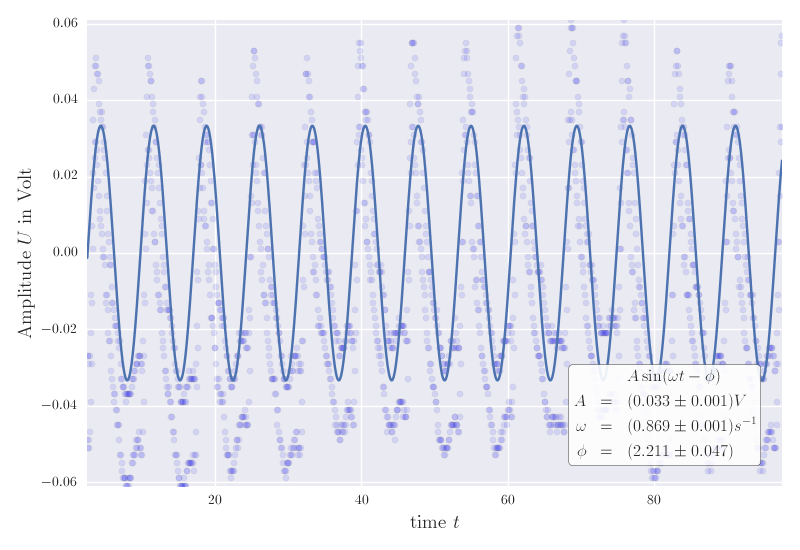 0.06
0.04
0.02
0.00
−0.02
−0.04
−0.06
Amplitude U in Volt
A sin(ωt − ϕ)
A = (0.033 ± 0.001)V
ω = (0.869 ± 0.001)s⁻¹
ϕ = (2.211 ± 0.047)
20 40 60 80
time t